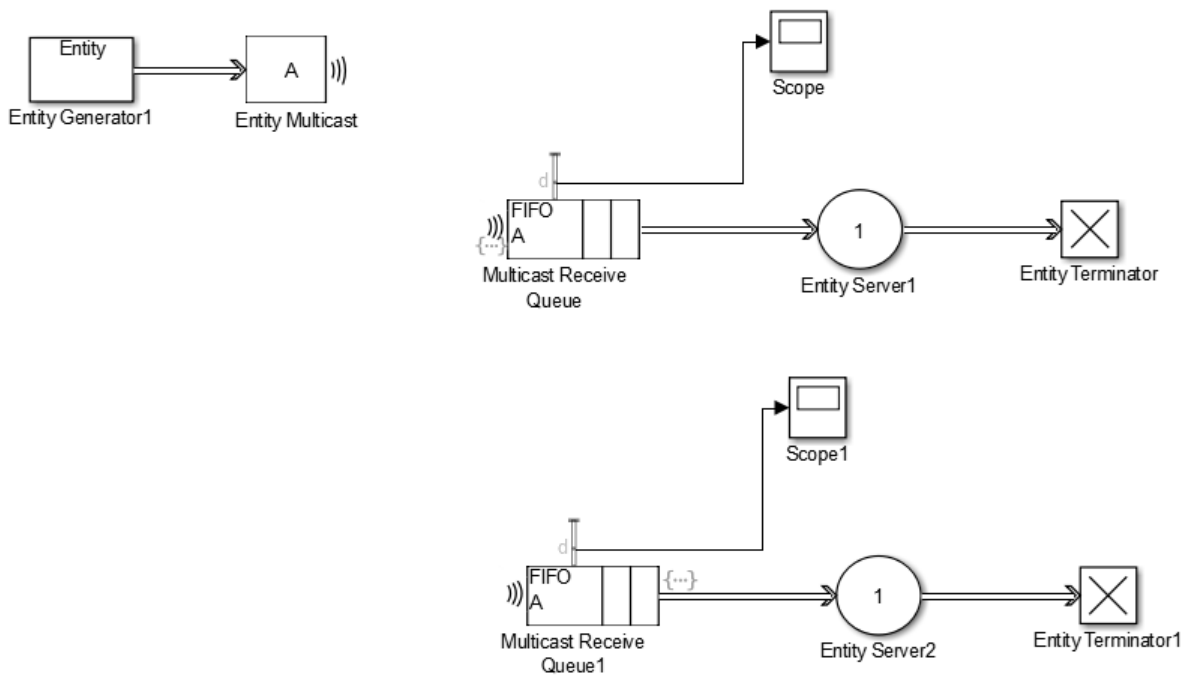 Entity
A
Entity Generator1
Entity Multicast
Scope
d
FIFO
A
{...}
1
Multicast Receive
Queue
Entity Server1
Entity Terminator
Scope1
d
FIFO
A
{...}
1
Multicast Receive
Queue1
Entity Server2
Entity Terminator1